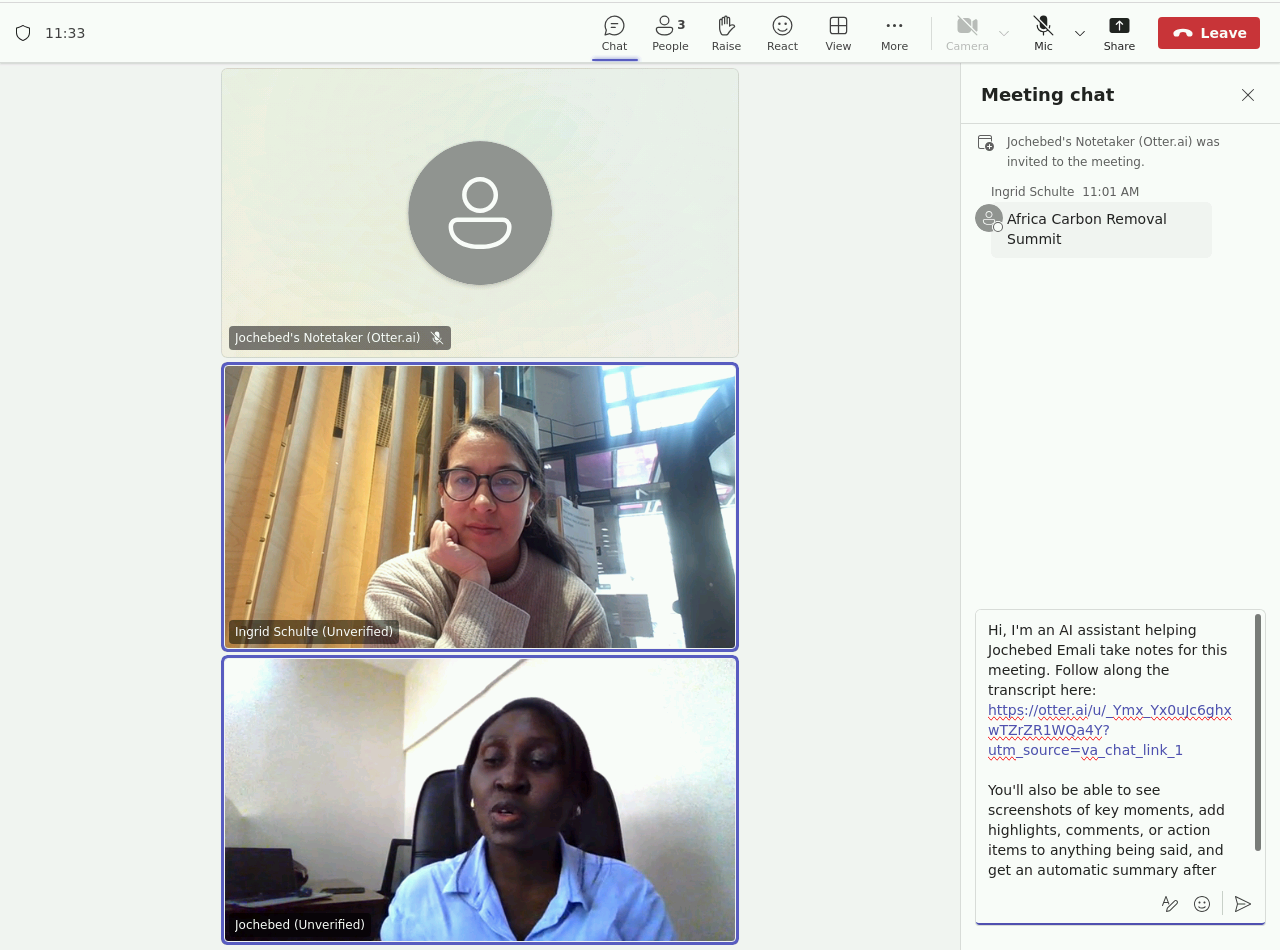 11:33
Chat
People
3
Raise
React
View
More
Camera
Mic
Share
Leave
Jochebed's Notetaker (Otter.ai)
Ingrid Schulte (Unverified)
Jochebed (Unverified)
Meeting chat
Jochebed's Notetaker (Otter.ai) was
invited to the meeting.
Ingrid Schulte 11:01 AM
Africa Carbon Removal
Summit
Hi, I'm an AI assistant helping
Jochebed Emali take notes for this
meeting. Follow along the
transcript here:
https://otter.ai/u/_Ymx_Yx0uJc6ghx
wTZrZR1WQa4Y?
utm_source=va_chat_link_1
You'll also be able to see
screenshots of key moments, add
highlights, comments, or action
items to anything being said, and
get an automatic summary after